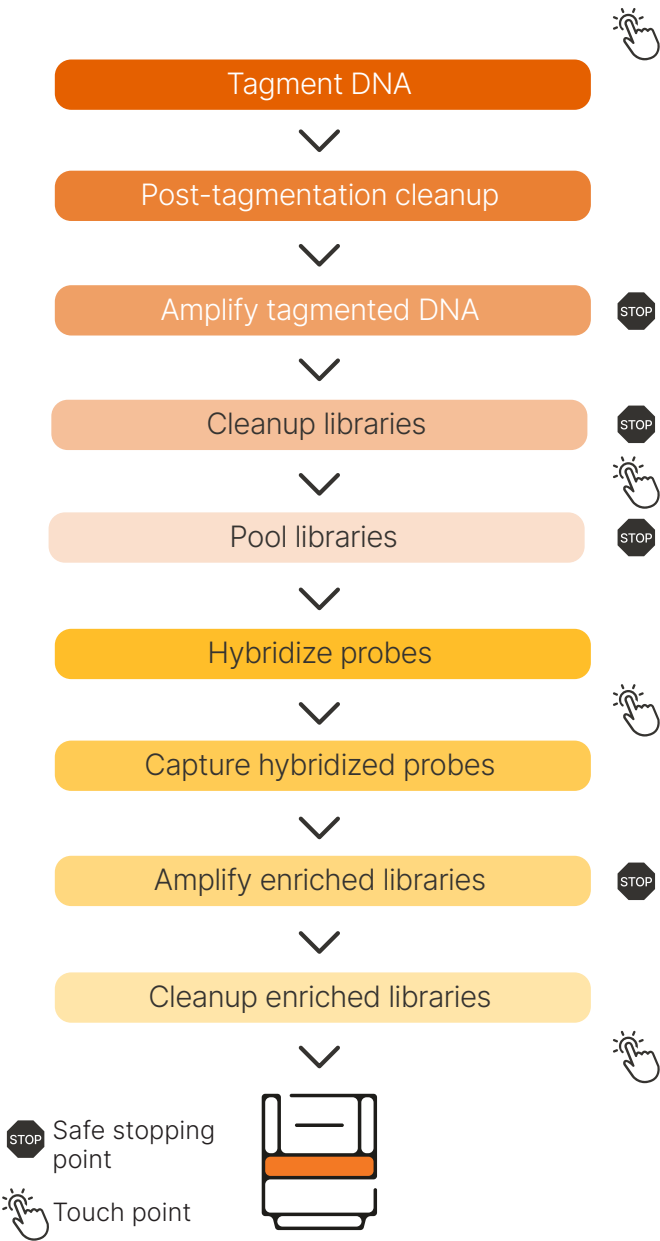 Tagment DNA
Post-tagmentation cleanup
Amplify tagmented DNA
STOP
Cleanup libraries
STOP
Pool libraries
STOP
Hybridize probes
Capture hybridized probes
Amplify enriched libraries
STOP
Cleanup enriched libraries
STOP
Safe stopping
point
Touch point